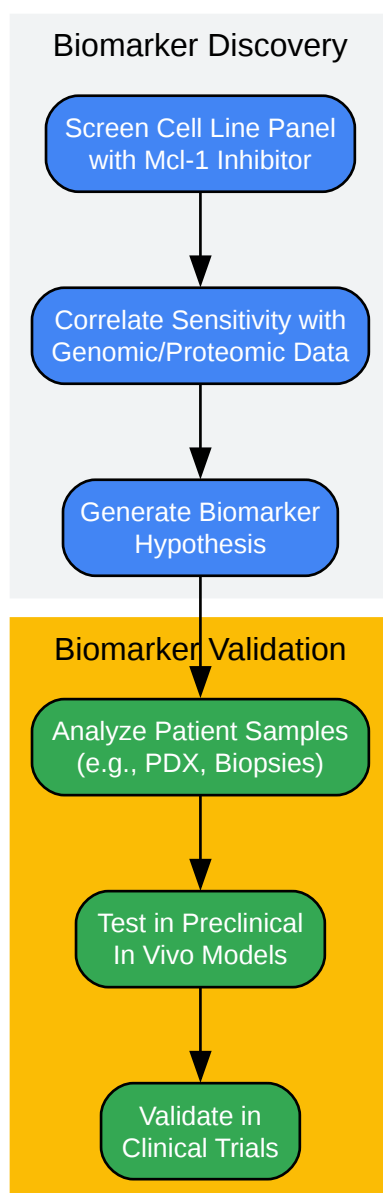 Biomarker Discovery
Screen Cell Line Panel
with Mcl-1 Inhibitor
Correlate Sensitivity with
Genomic/Proteomic Data
Generate Biomarker
Hypothesis
Biomarker Validation
Analyze Patient Samples
(e.g., PDX, Biopsies)
Test in Preclinical
In Vivo Models
Validate in
Clinical Trials